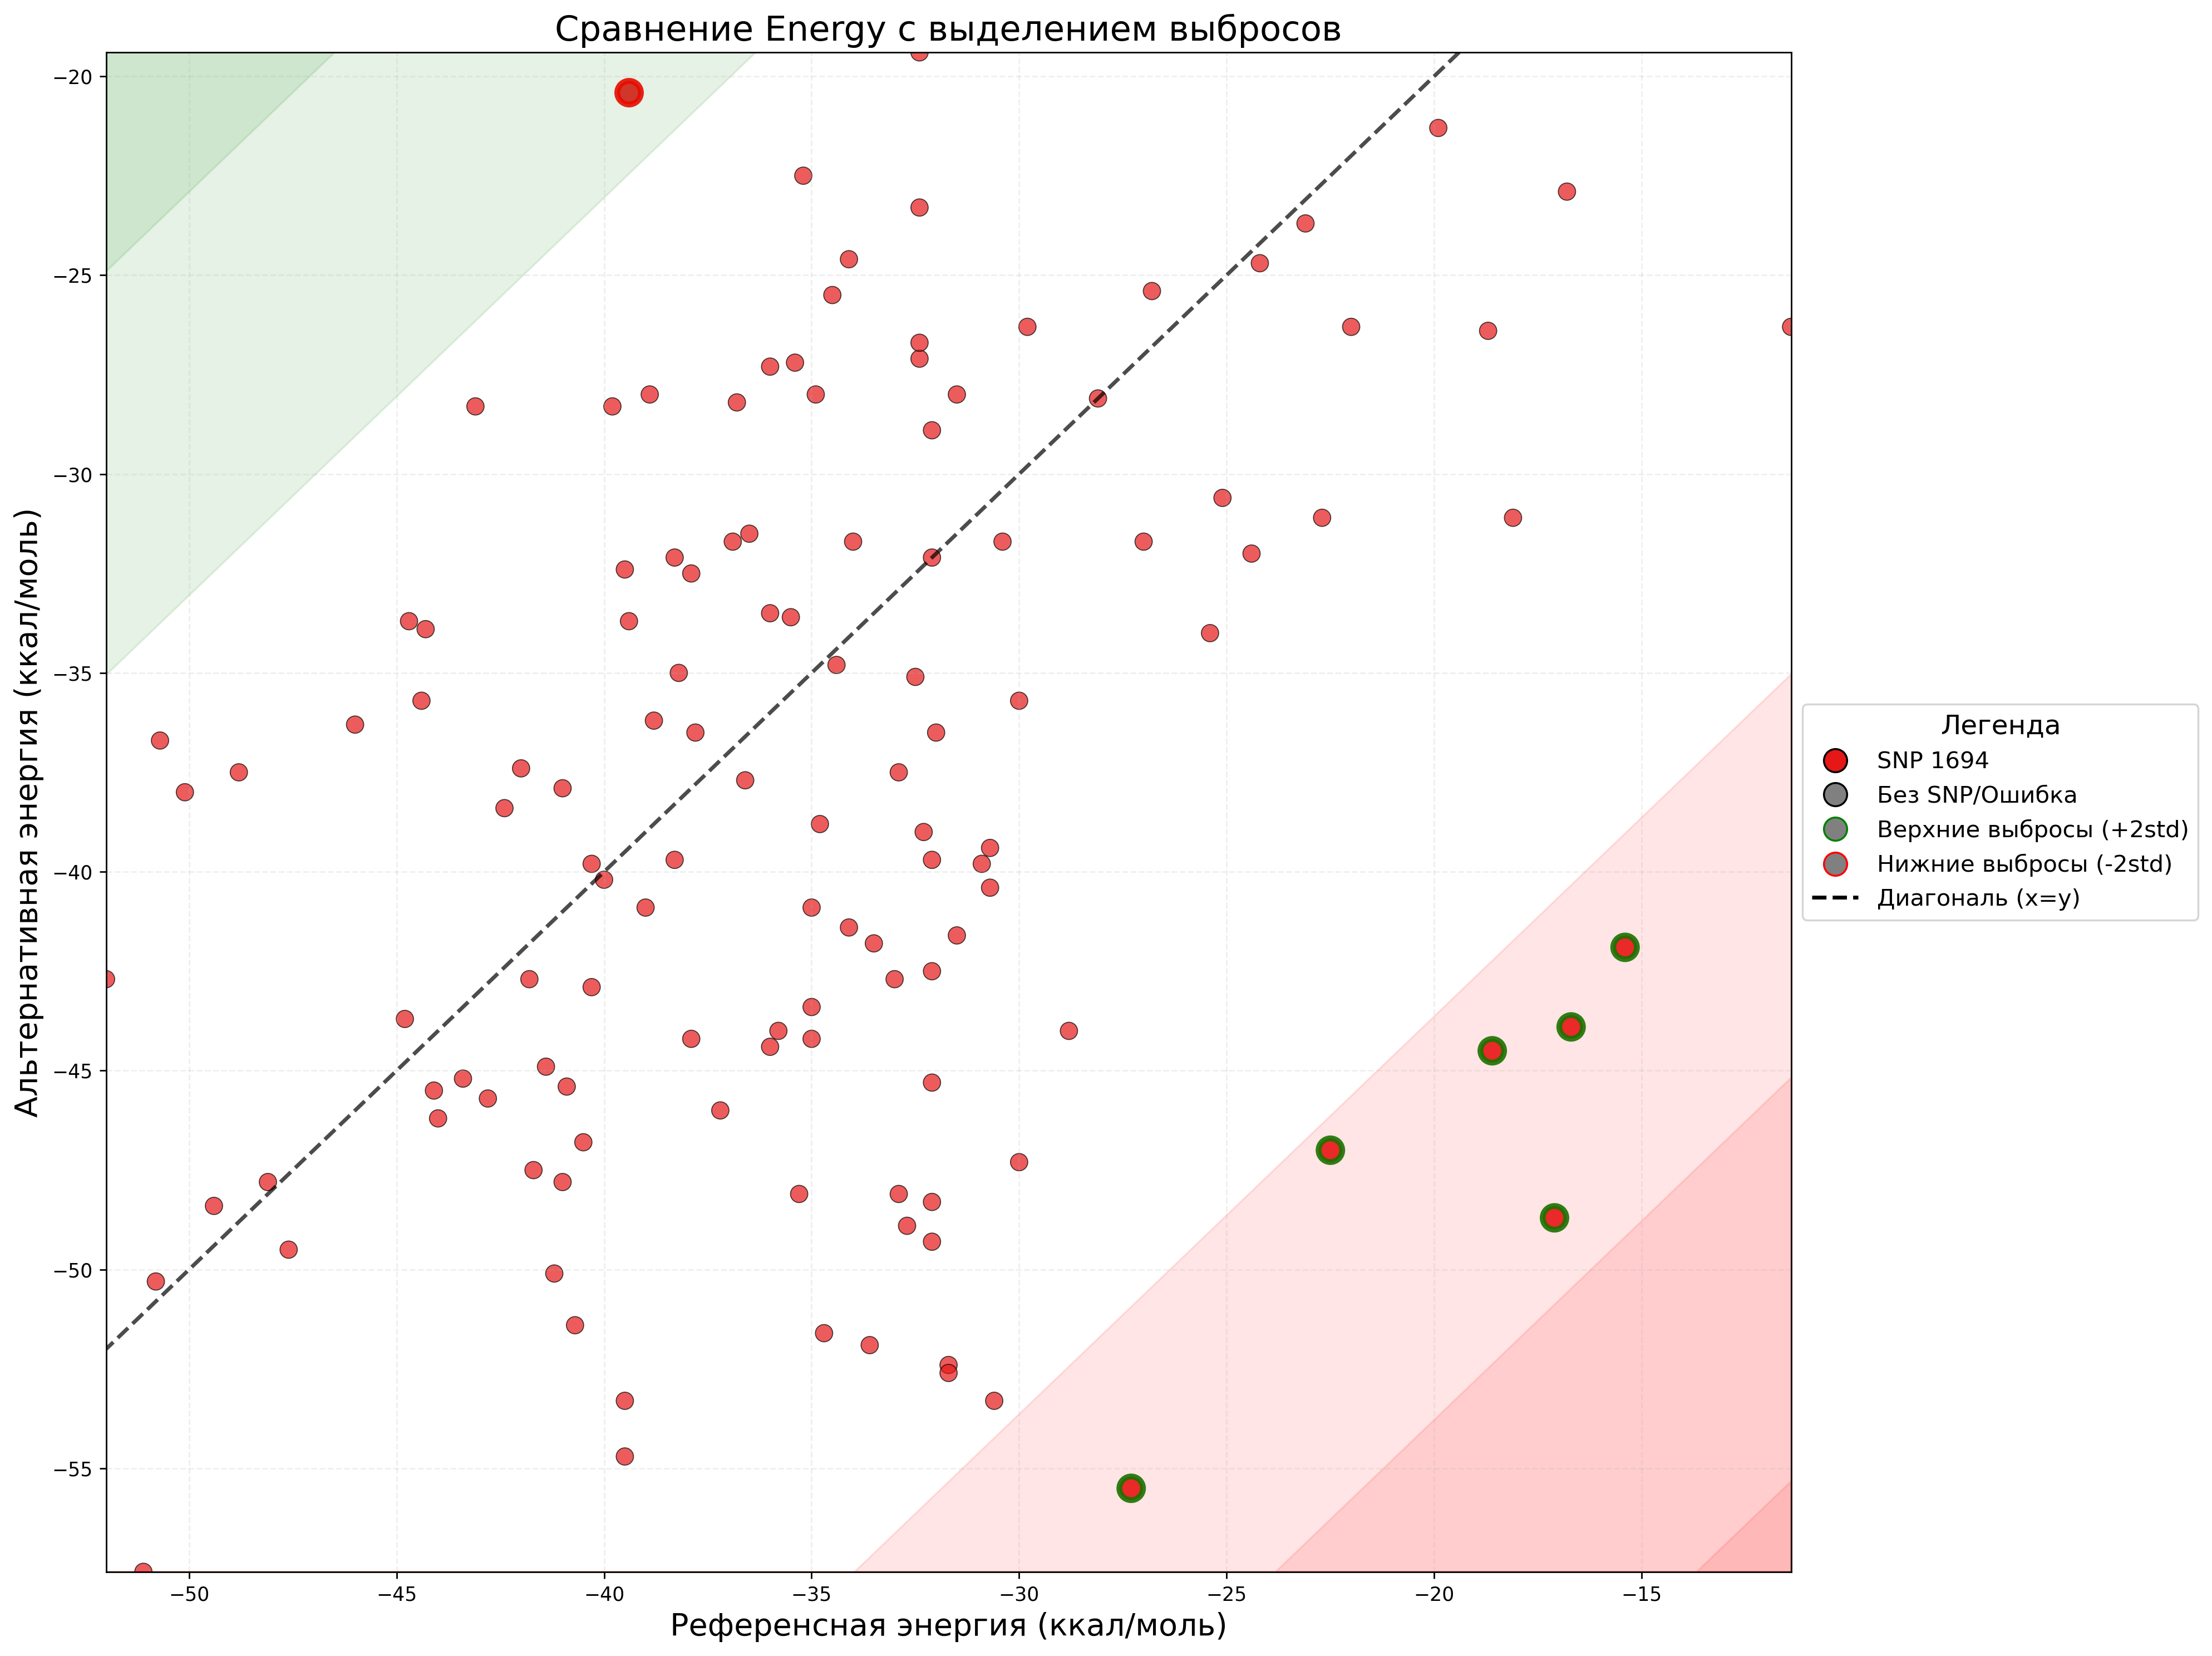 Сравнение Energy с выделением выбросов
−20
−25
−30
−35
−40
−45
−50
−55
Альтернативная энергия (ккал/моль)
−50
−45
−40
−35
−30
−25
−20
−15
Референсная энергия (ккал/моль)
Легенда
SNP 1694
Без SNP/Ошибка
Верхние выбросы (+2std)
Нижние выбросы (-2std)
Диагональ (x=y)